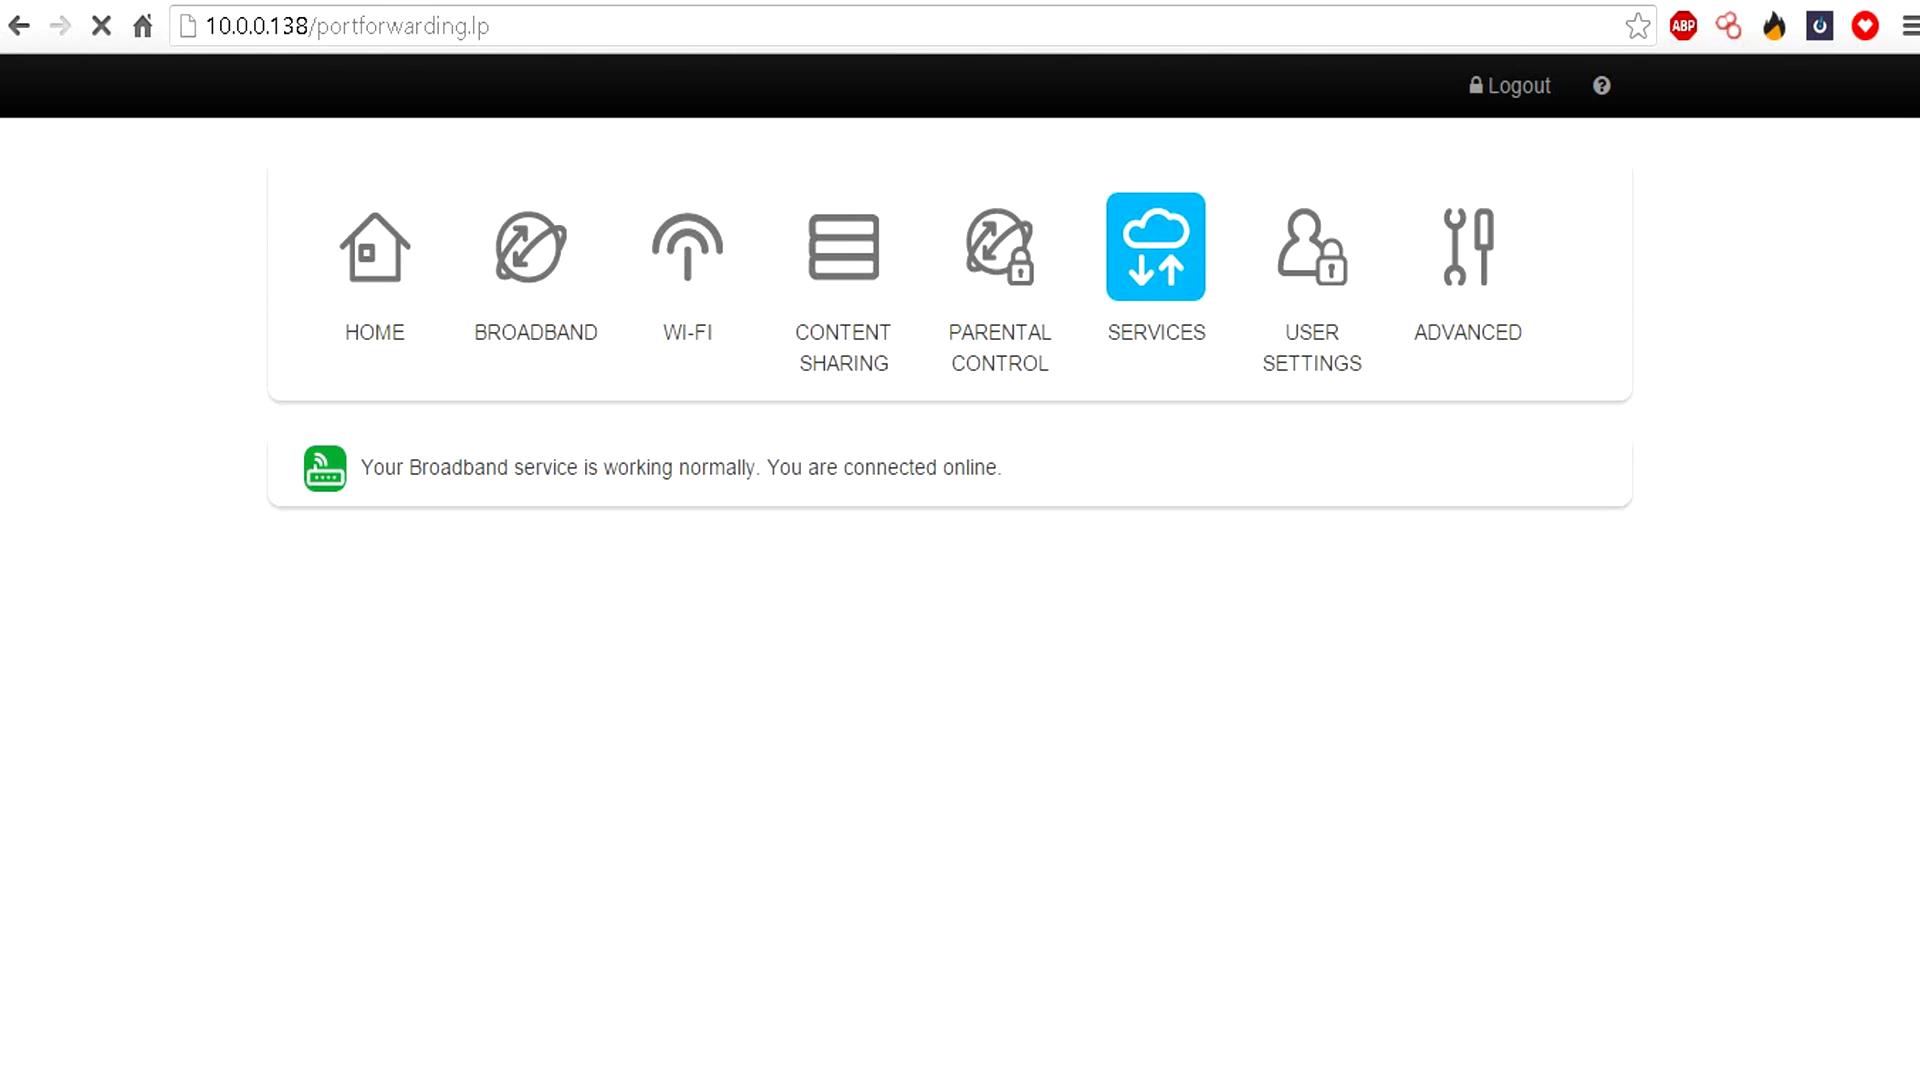 10.0.0.138/portforwarding.lp
ABP
Logout
?
HOME
BROADBAND
WI-FI
CONTENT
SHARING
PARENTAL
CONTROL
SERVICES
USER
SETTINGS
ADVANCED
Your Broadband service is working normally. You are connected online.